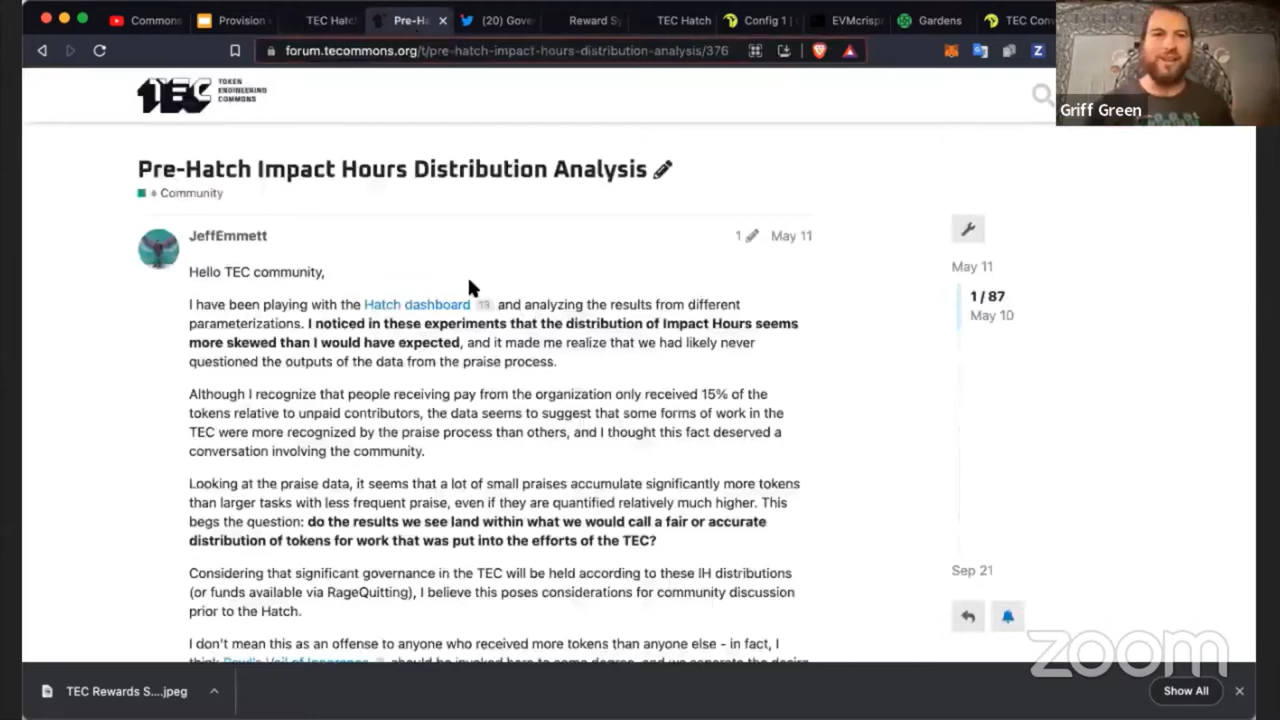 Commons
Provision
TEC Hatc
Pre-Ha
(20) Gove
Reward Sy
TEC Hatch
Config 1 |
EVMcrisp
Gardens
TEC Con
forum.tecommons.org/t/pre-hatch-impact-hours-distribution-analysis/376
Griff Green
TEC TOKEN ENGINEERING COMMONS
Pre-Hatch Impact Hours Distribution Analysis
Community
JeffEmmett
1 May 11
Hello TEC community,
I have been playing with the Hatch dashboard 13 and analyzing the results from different
parameterizations. I noticed in these experiments that the distribution of Impact Hours seems
more skewed than I would have expected, and it made me realize that we had likely never
questioned the outputs of the data from the praise process.
Although I recognize that people receiving pay from the organization only received 15% of the
tokens relative to unpaid contributors, the data seems to suggest that some forms of work in the
TEC were more recognized by the praise process than others, and I thought this fact deserved a
conversation involving the community.
Looking at the praise data, it seems that a lot of small praises accumulate significantly more tokens
than larger tasks with less frequent praise, even if they are quantified relatively much higher. This
begs the question: do the results we see land within what we would call a fair or accurate
distribution of tokens for work that was put into the efforts of the TEC?
Considering that significant governance in the TEC will be held according to these IH distributions
(or funds available via RageQuitting), I believe this poses considerations for community discussion
prior to the Hatch.
I don't mean this as an offense to anyone who received more tokens than anyone else - in fact, I
May 11
1 / 87
May 10
Sep 21
zoom
TEC Rewards S....jpeg
Show All